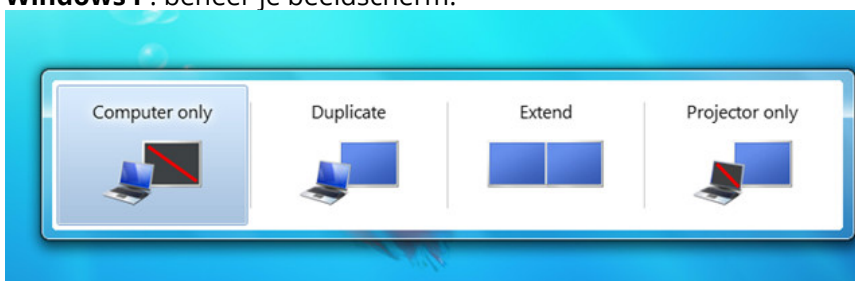 Windows P: beheer je beeldscherm.
Computer only
Duplicate
Extend
Projector only